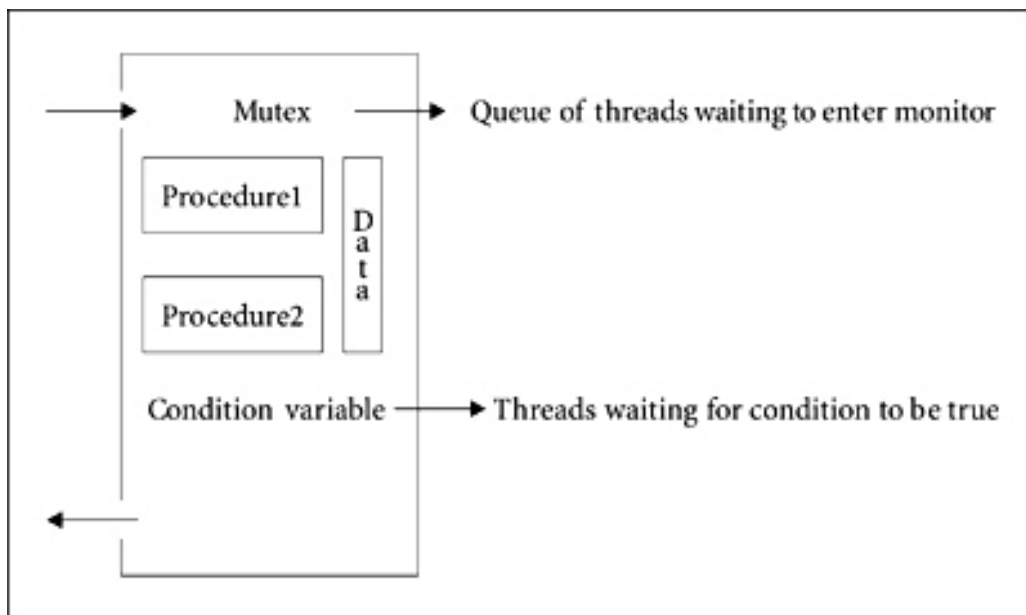 Mutex
Queue of threads waiting to enter monitor
Procedure1
Data
Procedure2
Condition variable
Threads waiting for condition to be true